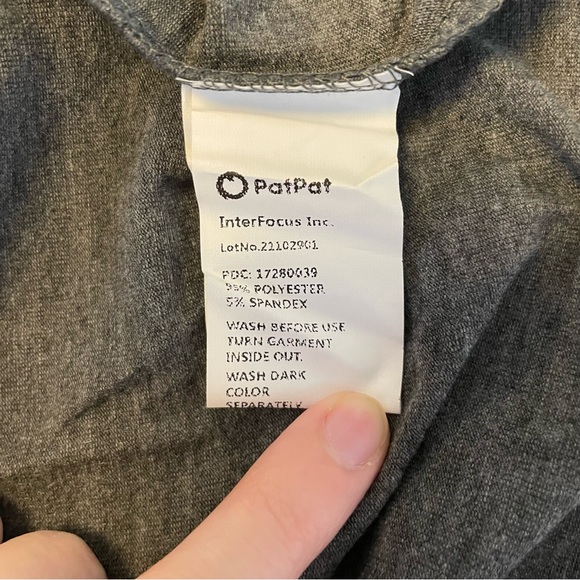 PatPat
InterFocus Inc.
LotNo.22102901
PDC: 17280039
95% POLYESTER
5% SPANDEX
WASH BEFORE USE
TURN GARMENT
INSIDE OUT.
WASH DARK
COLOR
SEPARATELY